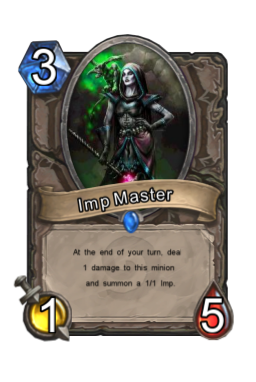 3
Imp Master
At the end of your turn, dea
1 damage to this minion
and summon a 1/1 Imp.
1
5